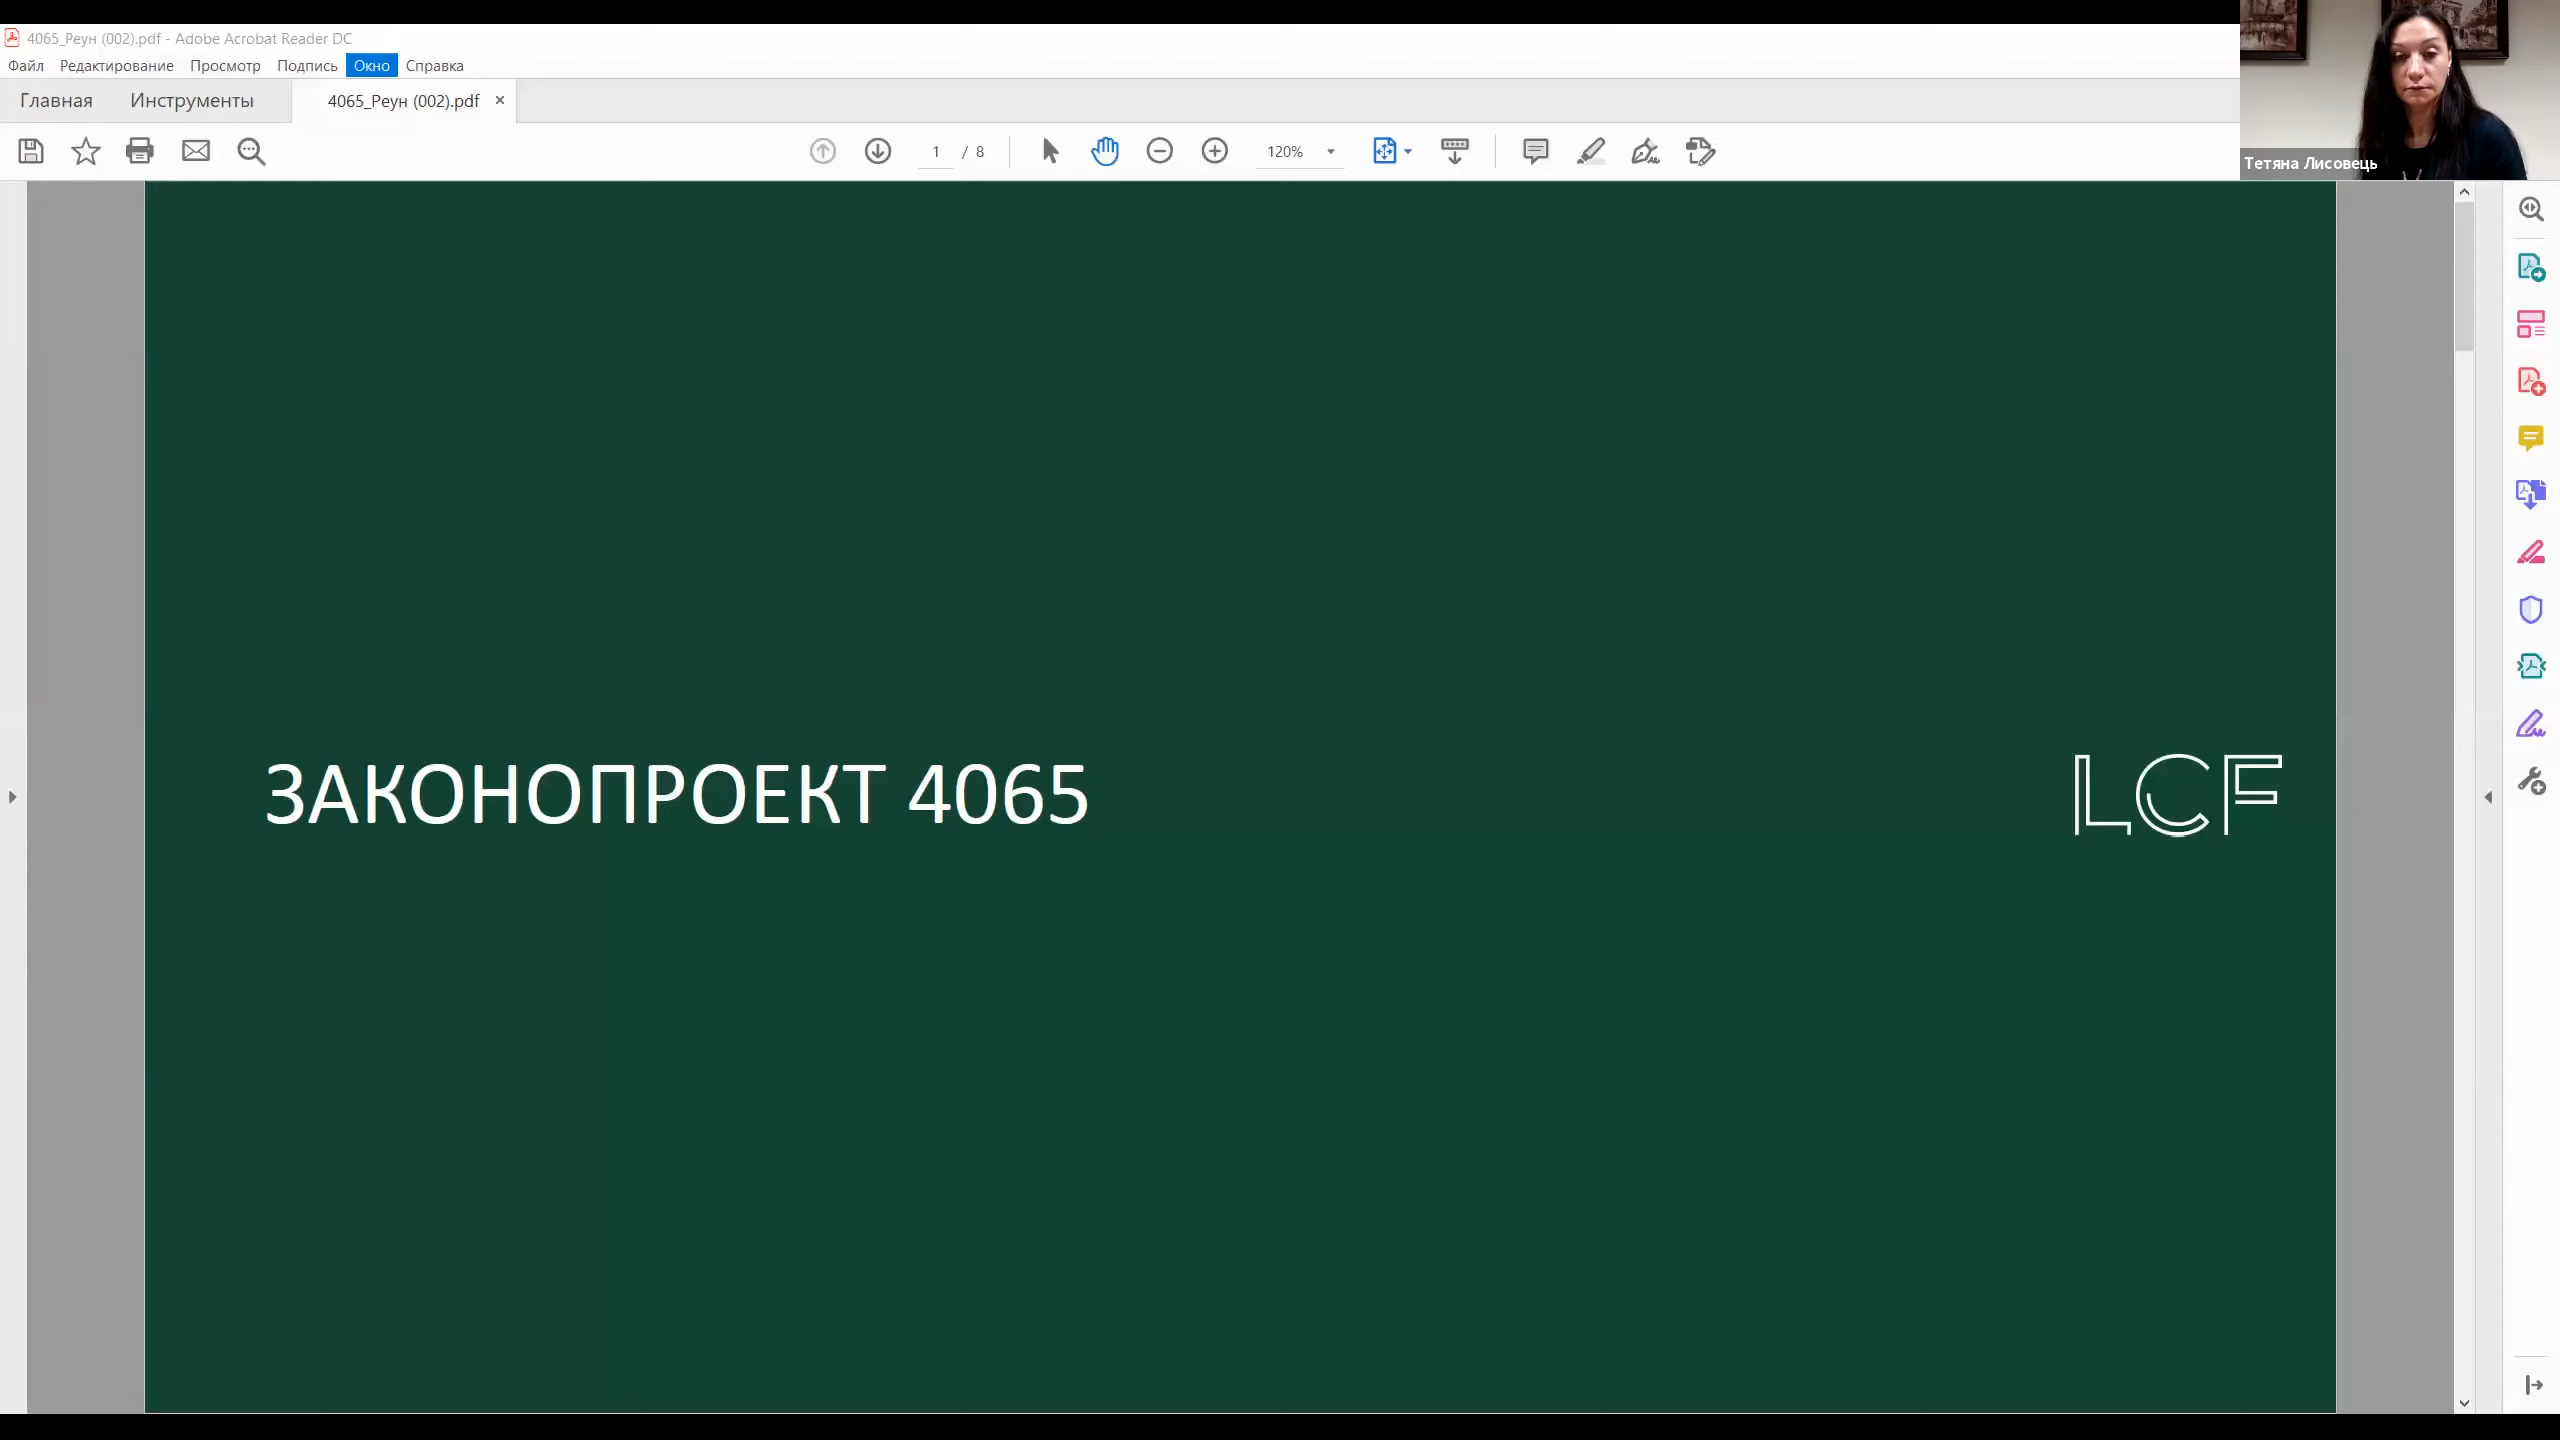 4065_Реун (002).pdf - Adobe Acrobat Reader DC
Файл Редактирование Просмотр Подпись Окно Справка
Главная Инструменты 4065_Реун (002).pdf
1 / 8 120%
Тетяна Лисовець
ЗАКОНОПРОЕКТ 4065
LCF